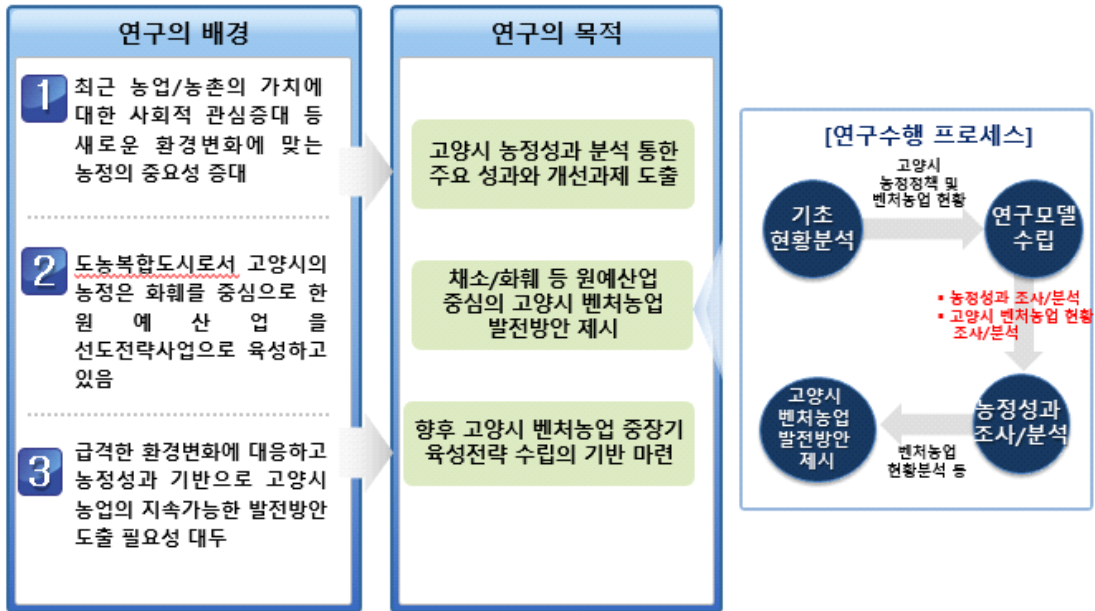 연구의 배경
1
최근 농업/농촌의 가치에
대한 사회적 관심증대 등
새로운 환경변화에 맞는
농정의 중요성 증대
2
도농복합도시로서 고양시의
농정은 화훼를 중심으로 한
원 예 산 업 을
선도전략사업으로 육성하고
있음
3
급격한 환경변화에 대응하고
농정성과 기반으로 고양시
농업의 지속가능한 발전방안
도출 필요성 대두
연구의 목적
고양시 농정성과 분석 통한
주요 성과와 개선과제 도출
채소/화훼 등 원예산업
중심의 고양시 벤처농업
발전방안 제시
향후 고양시 벤처농업 중장기
육성전략 수립의 기반 마련
[연구수행 프로세스]
기초
현황분석
고양시
농정정책 및
벤처농업 현황
연구모델
수립
• 농정성과 조사/분석
• 고양시 벤처농업 현황
조사/분석
농정성과
조사/분석
벤처농업
현황분석 등
고양시
벤처농업
발전방안
제시